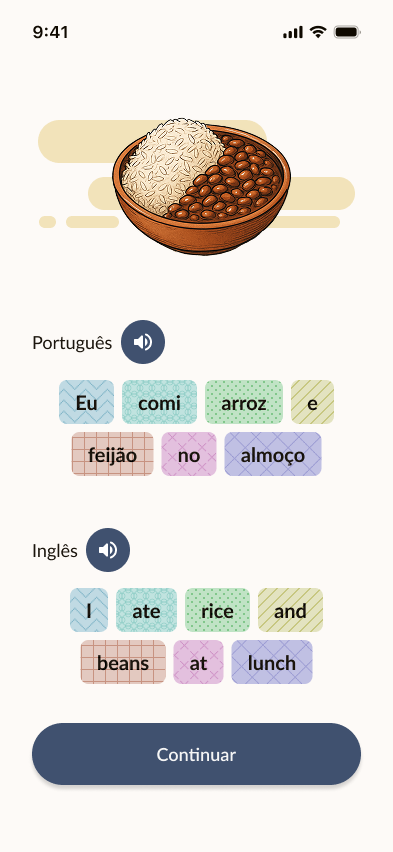 9:41
Português
Eu comi arroz e
feijão no almoço
Inglês
I ate rice and
beans at lunch
Continuar